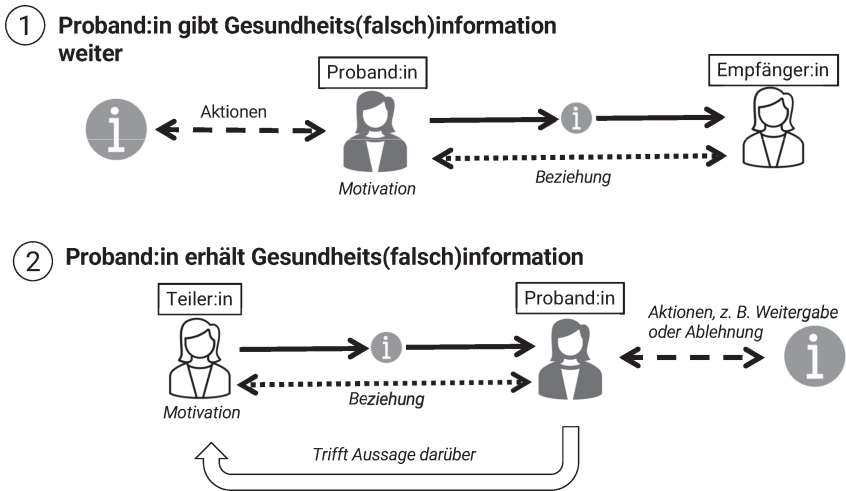 1 Proband:in gibt Gesundheits(falsch)information
weiter
Proband:in
Empfänger:in
i
Aktionen
i
Motivation
Beziehung
2 Proband:in erhält Gesundheits(falsch)information
Teiler:in
Proband:in
Aktionen, z. B. Weitergabe
oder Ablehnung
i
i
Motivation
Beziehung
Trifft Aussage darüber